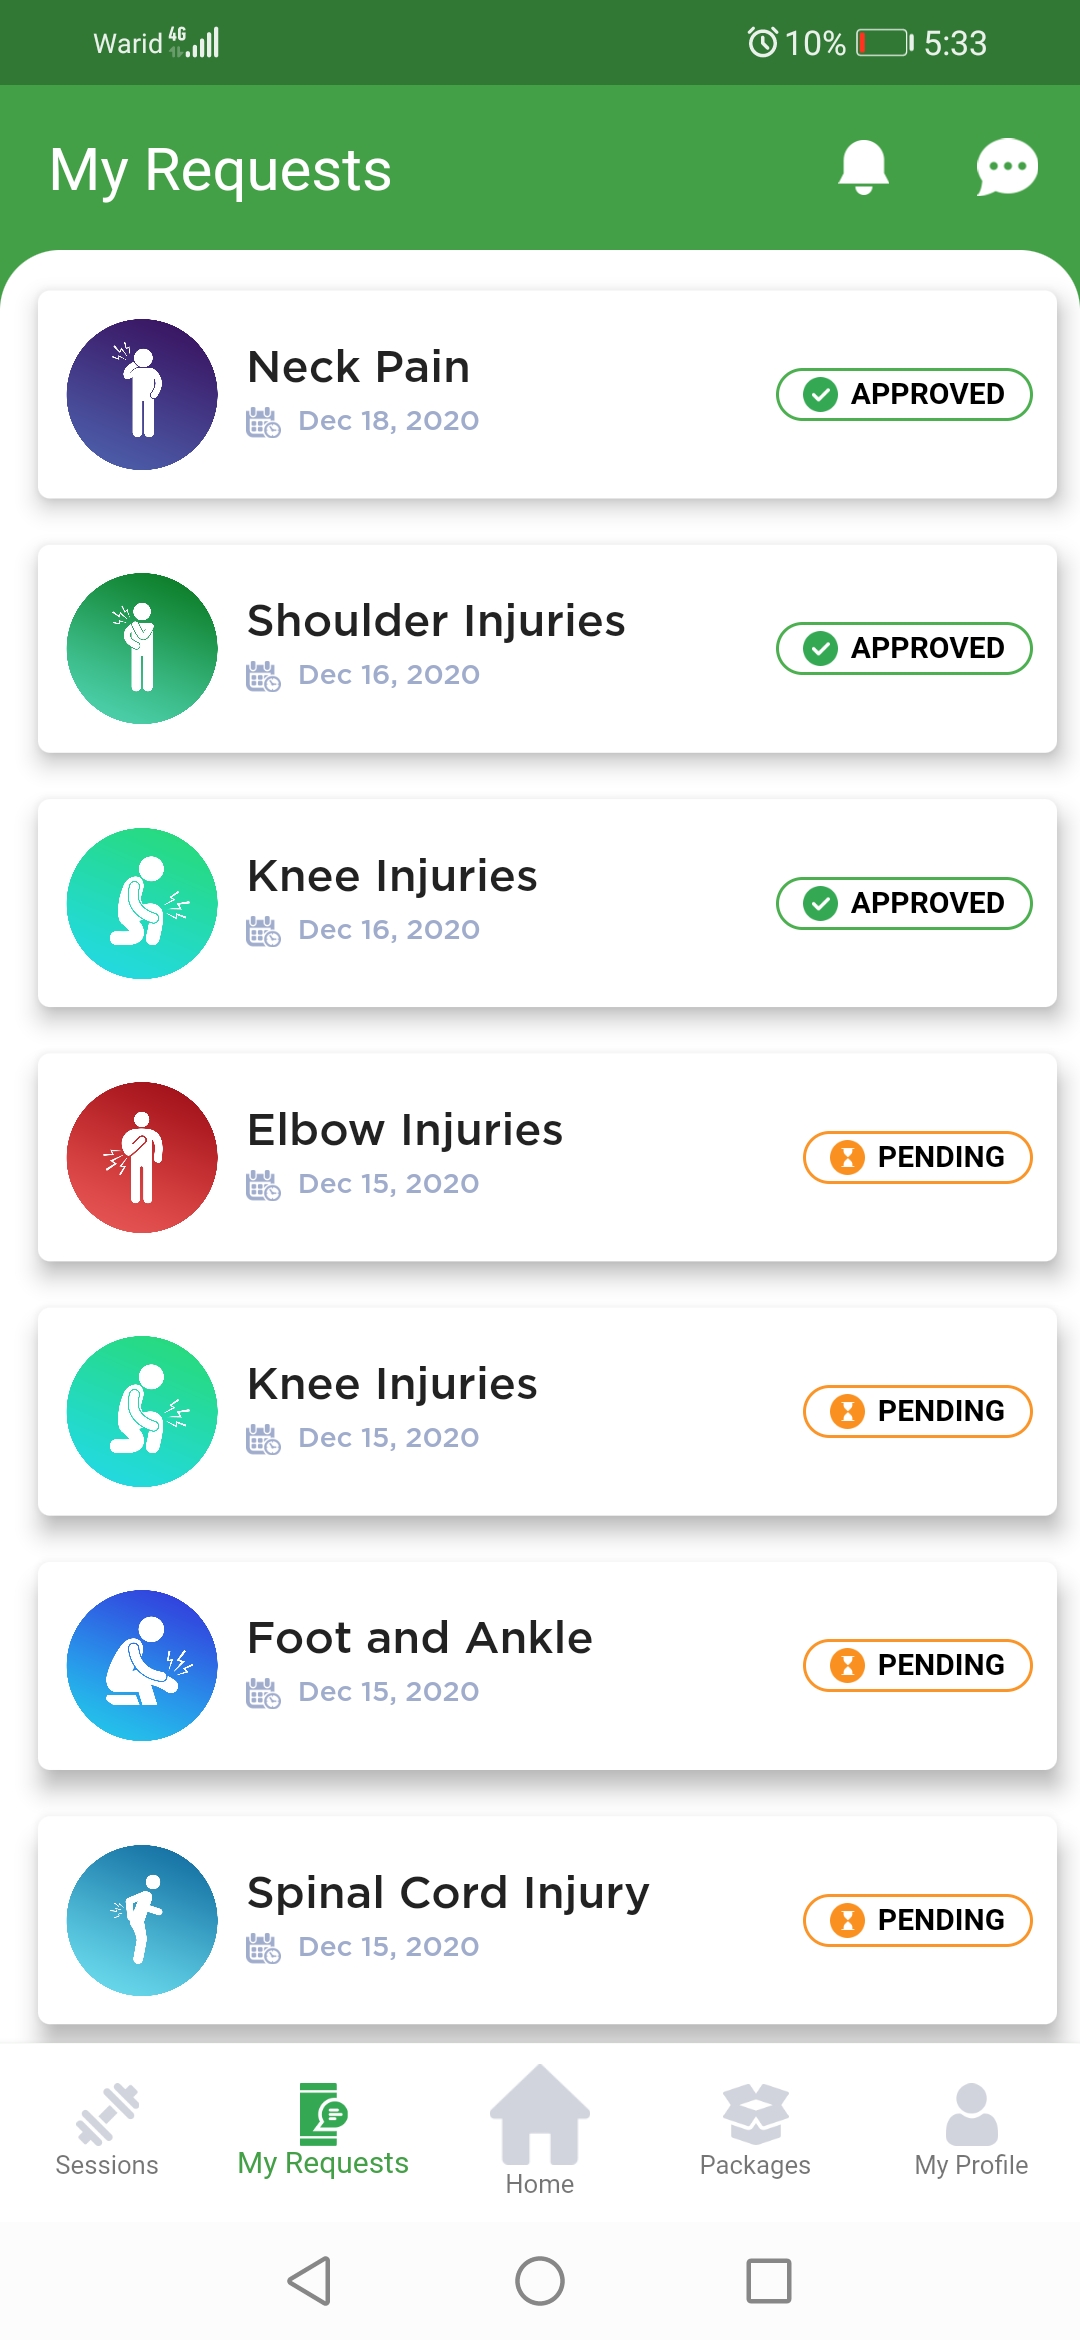 Warid 4G 10% 5:33
My Requests
Neck Pain
Dec 18, 2020
APPROVED
Shoulder Injuries
Dec 16, 2020
APPROVED
Knee Injuries
Dec 16, 2020
APPROVED
Elbow Injuries
Dec 15, 2020
PENDING
Knee Injuries
Dec 15, 2020
PENDING
Foot and Ankle
Dec 15, 2020
PENDING
Spinal Cord Injury
Dec 15, 2020
PENDING
Sessions
My Requests
Home
Packages
My Profile